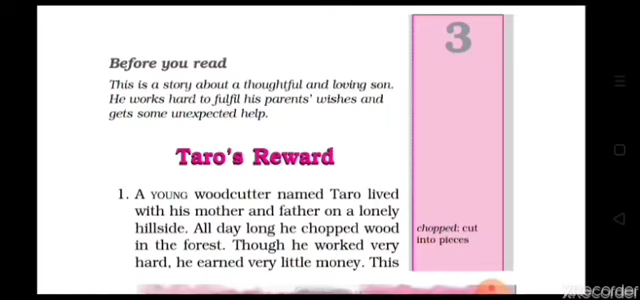 3
Before you read
This is a story about a thoughtful and loving son.
He works hard to fulfil his parents' wishes and
gets some unexpected help.
Taro's Reward
1. A YOUNG woodcutter named Taro lived
with his mother and father on a lonely
hillside. All day long he chopped wood
in the forest. Though he worked very
hard, he earned very little money. This
chopped: cut
into pieces